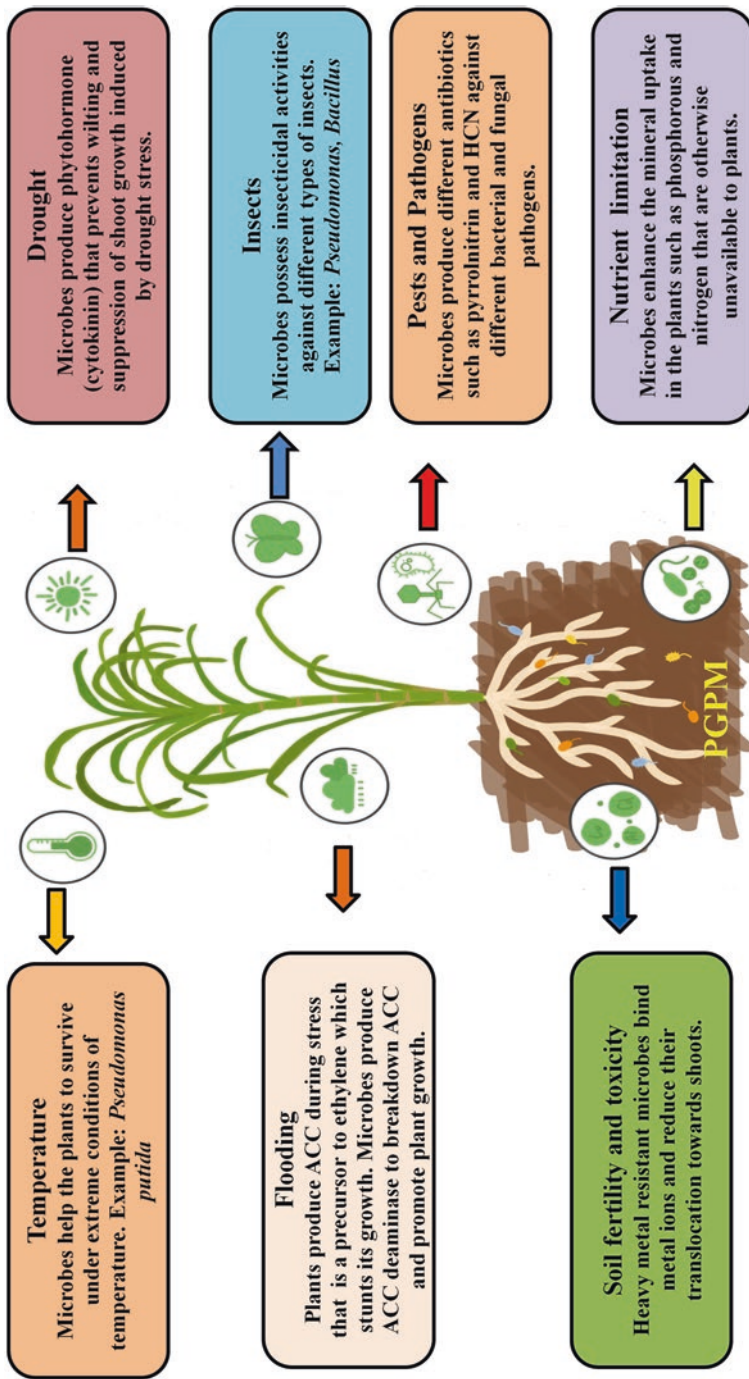 Temperature
Microbes help the plants to survive
under extreme conditions of
temperature. Example: Pseudomonas
putida
Flooding
Plants produce ACC during stress
that is a precursor to ethylene which
stunts its growth. Microbes produce
ACC deaminase to breakdown ACC
and promote plant growth.
Soil fertility and toxicity
Heavy metal resistant microbes bind
metal ions and reduce their
translocation towards shoots.
PGPM
Drought
Microbes produce phytohormone
(cytokinin) that prevents wilting and
suppression of shoot growth induced
by drought stress.
Insects
Microbes possess insecticidal activities
against different types of insects.
Example: Pseudomonas, Bacillus
Pests and Pathogens
Microbes produce different antibiotics
such as pyrrolnitrin and HCN against
different bacterial and fungal
pathogens.
Nutrient limitation
Microbes enhance the mineral uptake
in the plants such as phosphorous and
nitrogen that are otherwise
unavailable to plants.